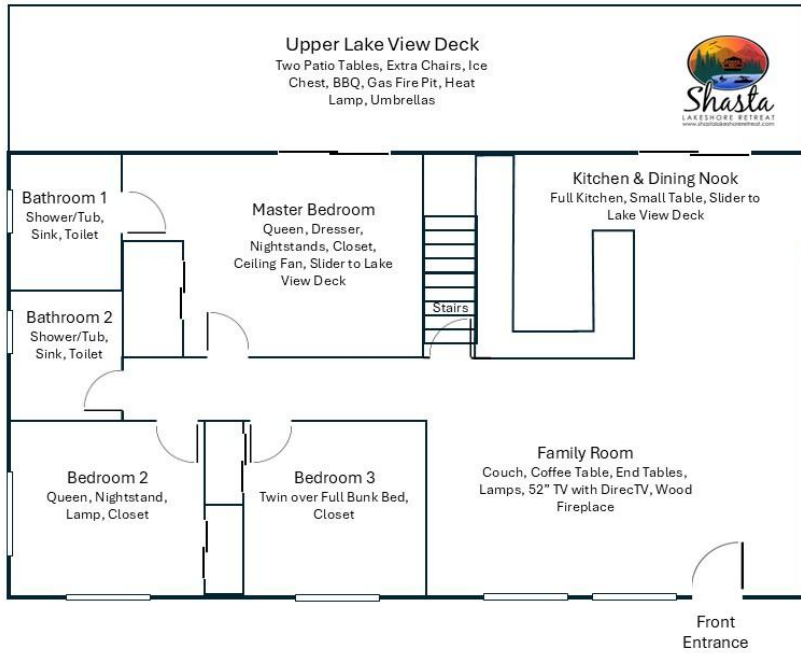 Upper Lake View Deck
Two Patio Tables, Extra Chairs, Ice
Chest, BBQ, Gas Fire Pit, Heat
Lamp, Umbrellas
Shasta
LAKESHORE RETREAT
www.shastalakeshoreretreat.com
Bathroom 1
Shower/Tub,
Sink, Toilet
Master Bedroom
Queen, Dresser,
Nightstands, Closet,
Ceiling Fan, Slider to Lake
View Deck
Kitchen & Dining Nook
Full Kitchen, Small Table, Slider to
Lake View Deck
Stairs
Bathroom 2
Shower/Tub,
Sink, Toilet
Bedroom 2
Queen, Nightstand,
Lamp, Closet
Bedroom 3
Twin over Full Bunk Bed,
Closet
Family Room
Couch, Coffee Table, End Tables,
Lamps, 52” TV with DirecTV, Wood
Fireplace
Front
Entrance